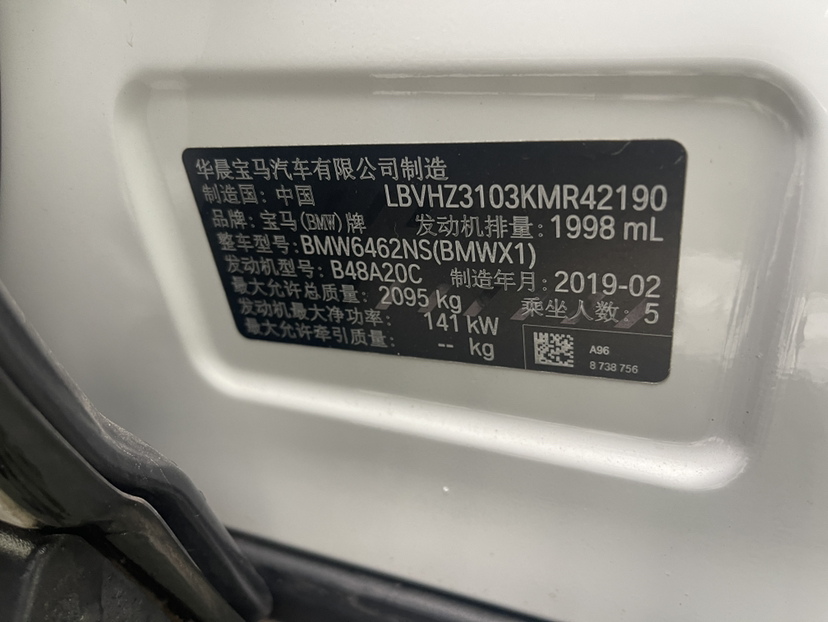 华晨宝马汽车有限公司制造
制造国：中国 LBVHZ3103KMR42190
品牌：宝马(BMW)牌 发动机排量：1998 mL
整车型号：BMW6462NS(BMWX1)
发动机型号：B48A20C 制造年月：2019-02
最大允许总质量：2095 kg 乘坐人数：5
发动机最大净功率：141 kW
最大允许牵引质量：-- kg
A96
8 738 756